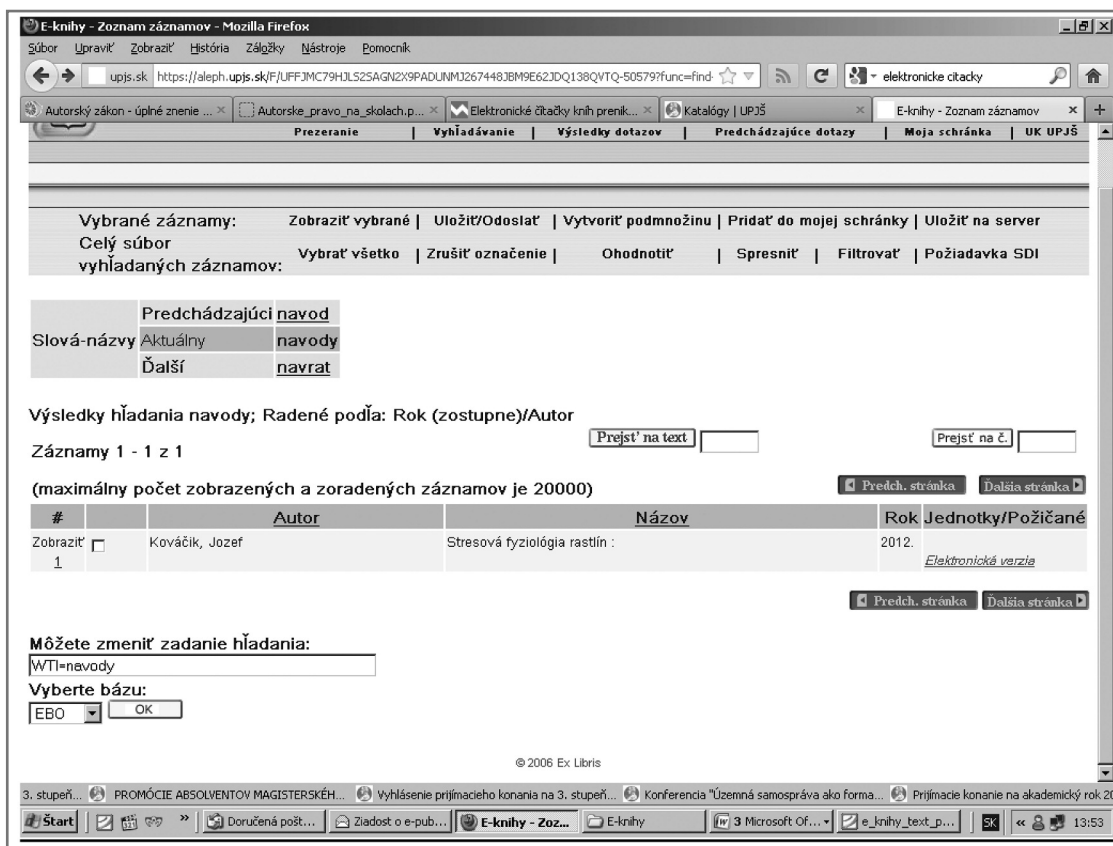 E-knihy - Zoznam záznamov - Mozilla Firefox
Súbor Upraviť Zobraziť História Záložky Nástroje Pomocník
upjs.sk https://aleph.upjs.sk/F/UFFJMC79HJLS2SAGN2X9PADUNMJ267448JBM9E62JDQ138QVTQ-50579?func=find- elektronicke citacky
Autorský zákon - úplné znenie ... Autorske_pravo_na_skolach.p... Elektronické čítačky kníh prenik... Katalógy | UPJŠ E-knihy - Zoznam záznamov
Prezeranie | Vyhľadávanie | Výsledky dotazov | Predchádzajúce dotazy | Moja schránka | UK UPJŠ
Vybrané záznamy: Zobraziť vybrané | Uložiť/Odoslať | Vytvoriť podmnožinu | Pridať do mojej schránky | Uložiť na server
Celý súbor
vyhľadaných záznamov: Vybrať všetko | Zrušiť označenie | Ohodnotiť | Spresniť | Filtrovať | Požiadavka SDI
Predchádzajúci navod
Slová-názvy Aktuálny navody
Ďalší navrat
Výsledky hľadania navody; Radené podľa: Rok (zostupne)/Autor
Záznamy 1 - 1 z 1 Prejsť na text Prejsť na č.
(maximálny počet zobrazených a zoradených záznamov je 20000) Predch. stránka Ďalšia stránka
# Autor Názov Rok Jednotky/Požičané
Zobraziť Kováčik, Jozef Stresová fyziológia rastlín : 2012.
1 Elektronická verzia
Predch. stránka Ďalšia stránka
Môžete zmeniť zadanie hľadania:
WTI=navody
Vyberte bázu:
EBO OK
© 2006 Ex Libris
3. stupeň... PROMÓCIE ABSOLVENTOV MAGISTERSKÉH... Vyhlásenie prijímacieho konania na 3. stupeň... Konferencia "Územná samospráva ako forma... Prijímacie konanie na akademický rok 20
Štart » Doručená pošt... Ziadost o e-pub... E-knihy - Zoz... E-knihy 3 Microsoft Of... e_knihy_text_p... SK « 13:53